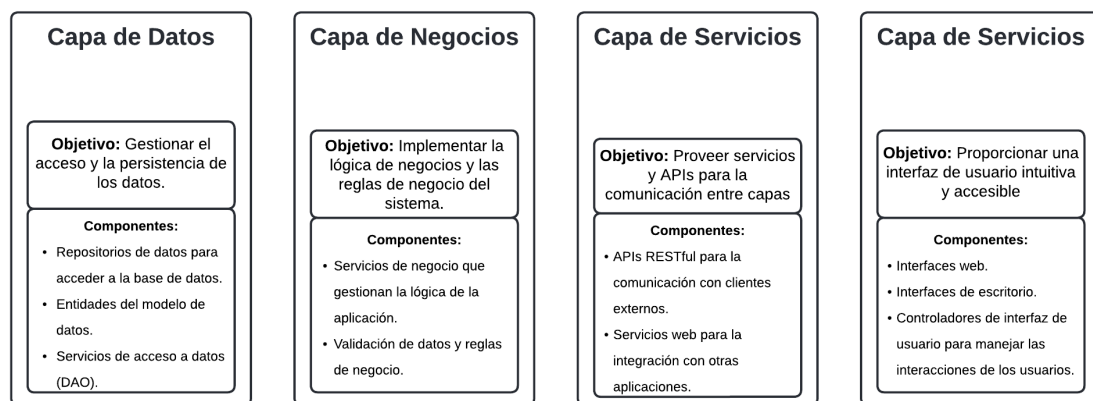 Capa de Datos
Objetivo: Gestionar el
acceso y la persistencia de
los datos.
Componentes:
• Repositorios de datos para
acceder a la base de datos.
• Entidades del modelo de
datos.
• Servicios de acceso a datos
(DAO).
Capa de Negocios
Objetivo: Implementar la
lógica de negocios y las
reglas de negocio del
sistema.
Componentes:
• Servicios de negocio que
gestionan la lógica de la
aplicación.
• Validación de datos y reglas
de negocio.
Capa de Servicios
Objetivo: Proveer servicios
y APIs para la
comunicación entre capas
Componentes:
• APIs RESTful para la
comunicación con clientes
externos.
• Servicios web para la
integración con otras
aplicaciones.
Capa de Servicios
Objetivo: Proporcionar una
interfaz de usuario intuitiva
y accesible
Componentes:
• Interfaces web.
• Interfaces de escritorio.
• Controladores de interfaz de
usuario para manejar las
interacciones de los usuarios.